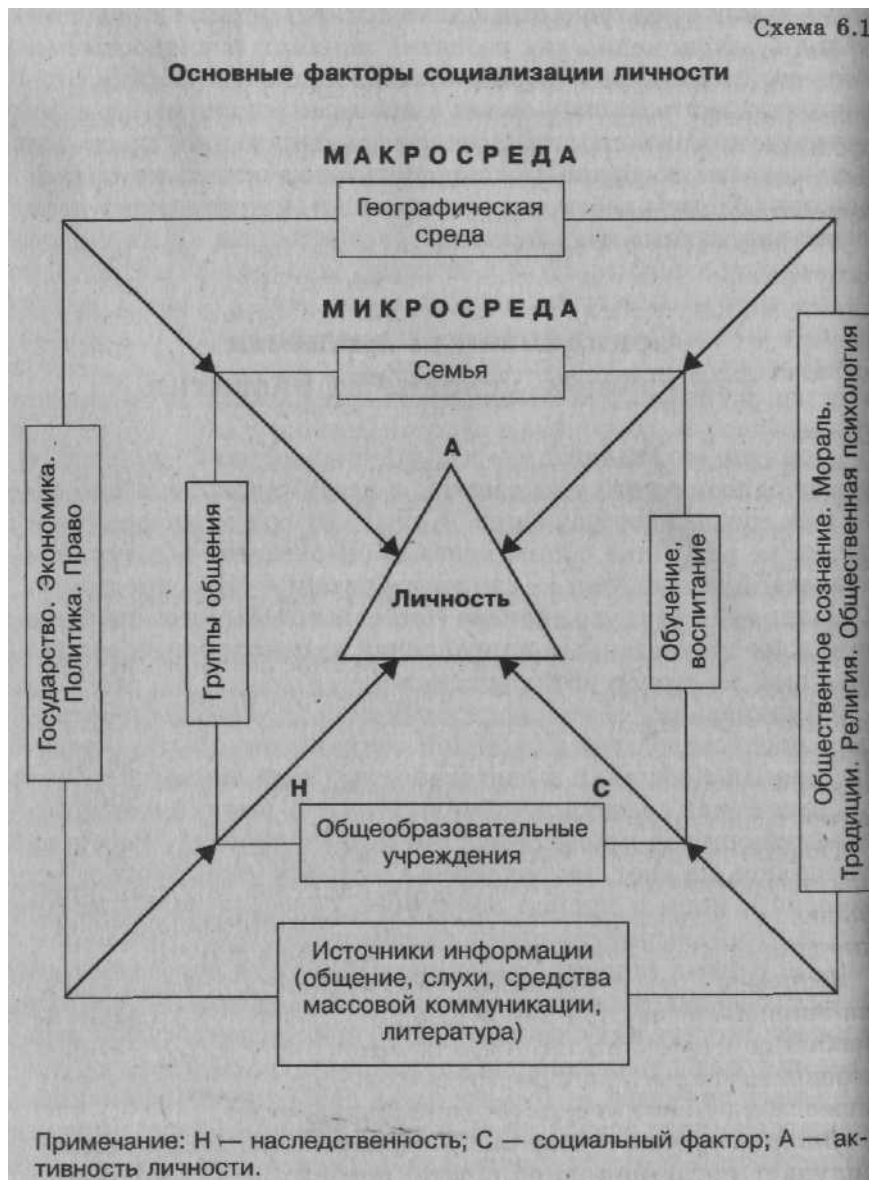 Схема 6.1
Основные факторы социализации личности
МАКРОСРЕДА
Географическая
среда
МИКРОСРЕДА
Семья
Государство. Экономика.
Политика. Право
Группы общения
А
Личность
Обучение,
воспитание
Общественное сознание. Мораль.
Традиции. Религия. Общественная психология
Н
С
Общеобразовательные
учреждения
Источники информации
(общение, слухи, средства
массовой коммуникации,
литература)
Примечание: Н — наследственность; С — социальный фактор; А — ак-
тивность личности.